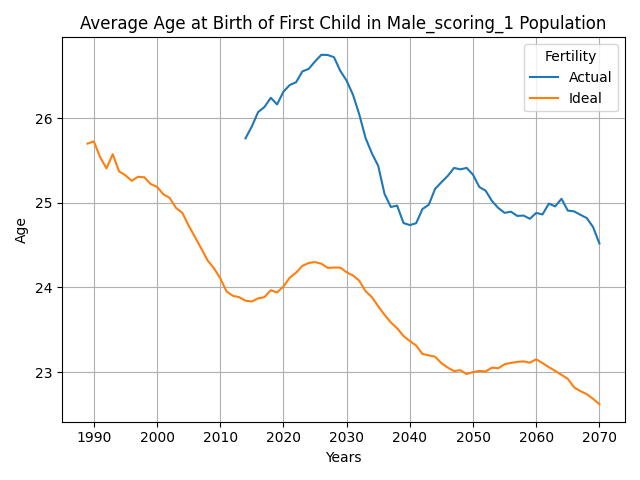 Average Age at Birth of First Child in Male_scoring_1 Population
Fertility
Actual
Ideal
26
25
24
23
Age
1990 2000 2010 2020 2030 2040 2050 2060 2070
Years